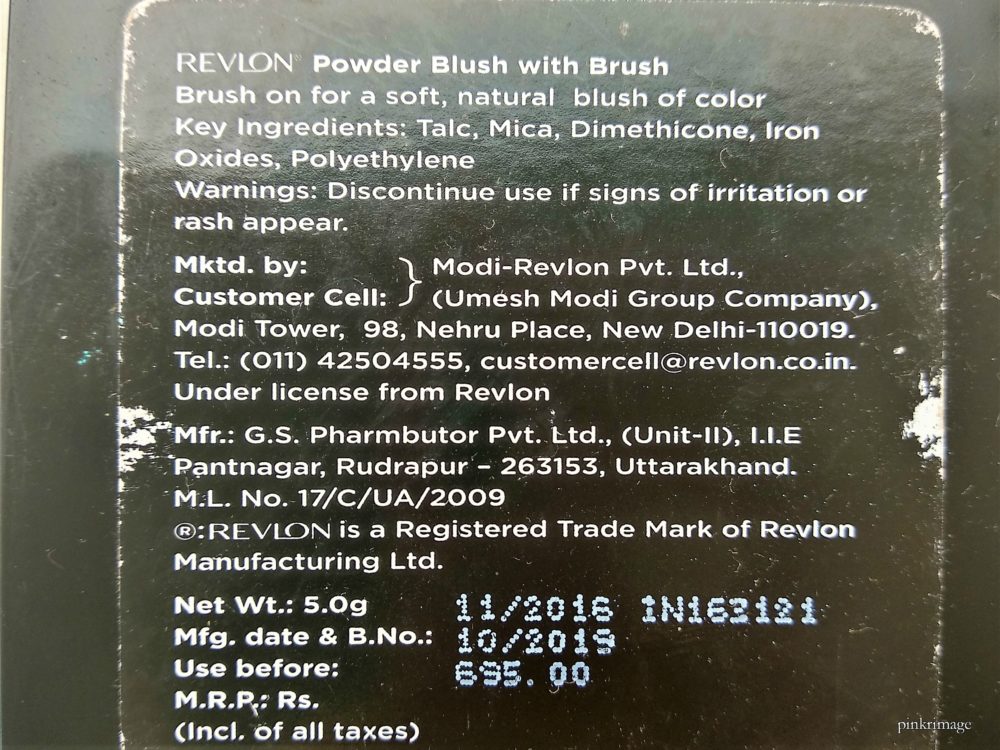 REVLON® Powder Blush with Brush
Brush on for a soft, natural blush of color
Key Ingredients: Talc, Mica, Dimethicone, Iron
Oxides, Polyethylene
Warnings: Discontinue use if signs of irritation or
rash appear.
Mktd. by: } Modi-Revlon Pvt. Ltd.,
Customer Cell: (Umesh Modi Group Company),
Modi Tower, 98, Nehru Place, New Delhi-110019.
Tel.: (011) 42504555, customercell@revlon.co.in.
Under license from Revlon
Mfr.: G.S. Pharmbutor Pvt. Ltd., (Unit-II), I.I.E
Pantnagar, Rudrapur – 263153, Uttarakhand.
M.L. No. 17/C/UA/2009
®:REVLON is a Registered Trade Mark of Revlon
Manufacturing Ltd.
Net Wt.: 5.0g 11/2016 1N163121
Mfg. date & B.No.: 10/2019
Use before: 695.00
M.R.P.: Rs.
(Incl. of all taxes)
pinkrimage